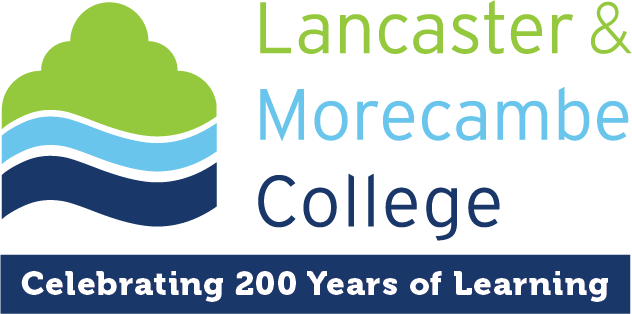 Lancaster &
Morecambe
College
Celebrating 200 Years of Learning